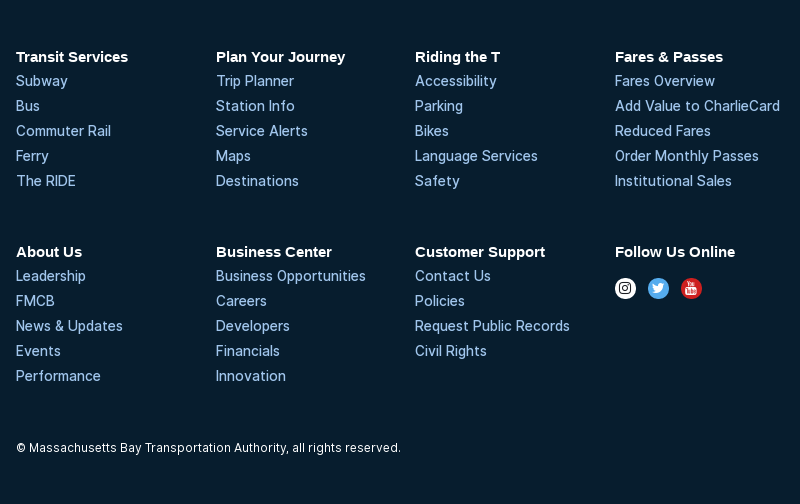 Transit Services
Subway
Bus
Commuter Rail
Ferry
The RIDE
Plan Your Journey
Trip Planner
Station Info
Service Alerts
Maps
Destinations
Riding the T
Accessibility
Parking
Bikes
Language Services
Safety
Fares & Passes
Fares Overview
Add Value to CharlieCard
Reduced Fares
Order Monthly Passes
Institutional Sales
About Us
Leadership
FMCB
News & Updates
Events
Performance
Business Center
Business Opportunities
Careers
Developers
Financials
Innovation
Customer Support
Contact Us
Policies
Request Public Records
Civil Rights
Follow Us Online
You
Tube
© Massachusetts Bay Transportation Authority, all rights reserved.